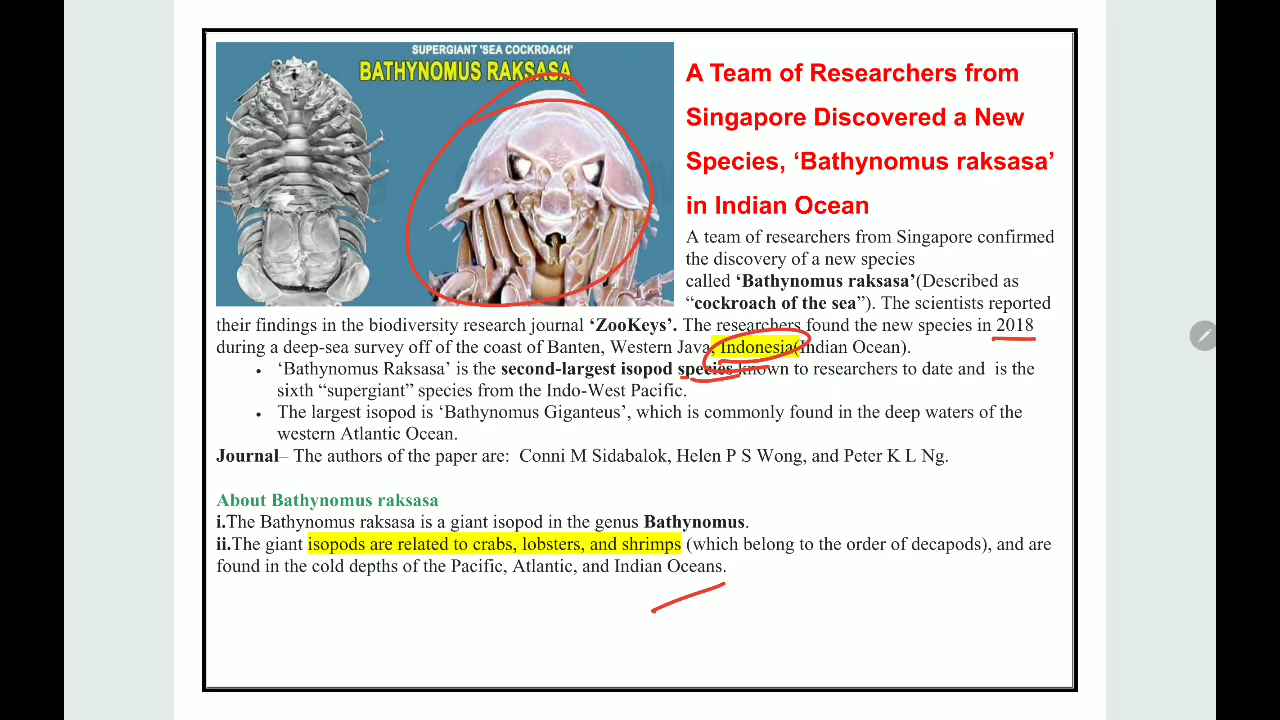 SUPERGIANT 'SEA COCKROACH'
BATHYNOMUS RAKSASA
A Team of Researchers from
Singapore Discovered a New
Species, ‘Bathynomus raksasa’
in Indian Ocean
A team of researchers from Singapore confirmed
the discovery of a new species
called ‘Bathynomus raksasa’(Described as
“cockroach of the sea”). The scientists reported
their findings in the biodiversity research journal ‘ZooKeys’. The researchers found the new species in 2018
during a deep-sea survey off of the coast of Banten, Western Java, Indonesia(Indian Ocean).
• ‘Bathynomus Raksasa’ is the second-largest isopod species known to researchers to date and is the
sixth “supergiant” species from the Indo-West Pacific.
• The largest isopod is ‘Bathynomus Giganteus’, which is commonly found in the deep waters of the
western Atlantic Ocean.
Journal– The authors of the paper are: Conni M Sidabalok, Helen P S Wong, and Peter K L Ng.
About Bathynomus raksasa
i.The Bathynomus raksasa is a giant isopod in the genus Bathynomus.
ii.The giant isopods are related to crabs, lobsters, and shrimps (which belong to the order of decapods), and are
found in the cold depths of the Pacific, Atlantic, and Indian Oceans.